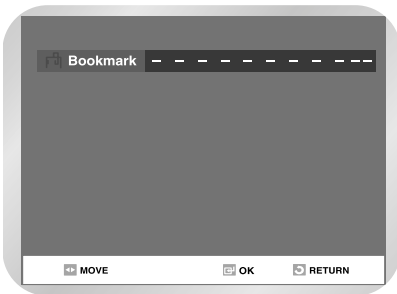 Bookmark – – – – – – – – – – –
MOVE OK RETURN